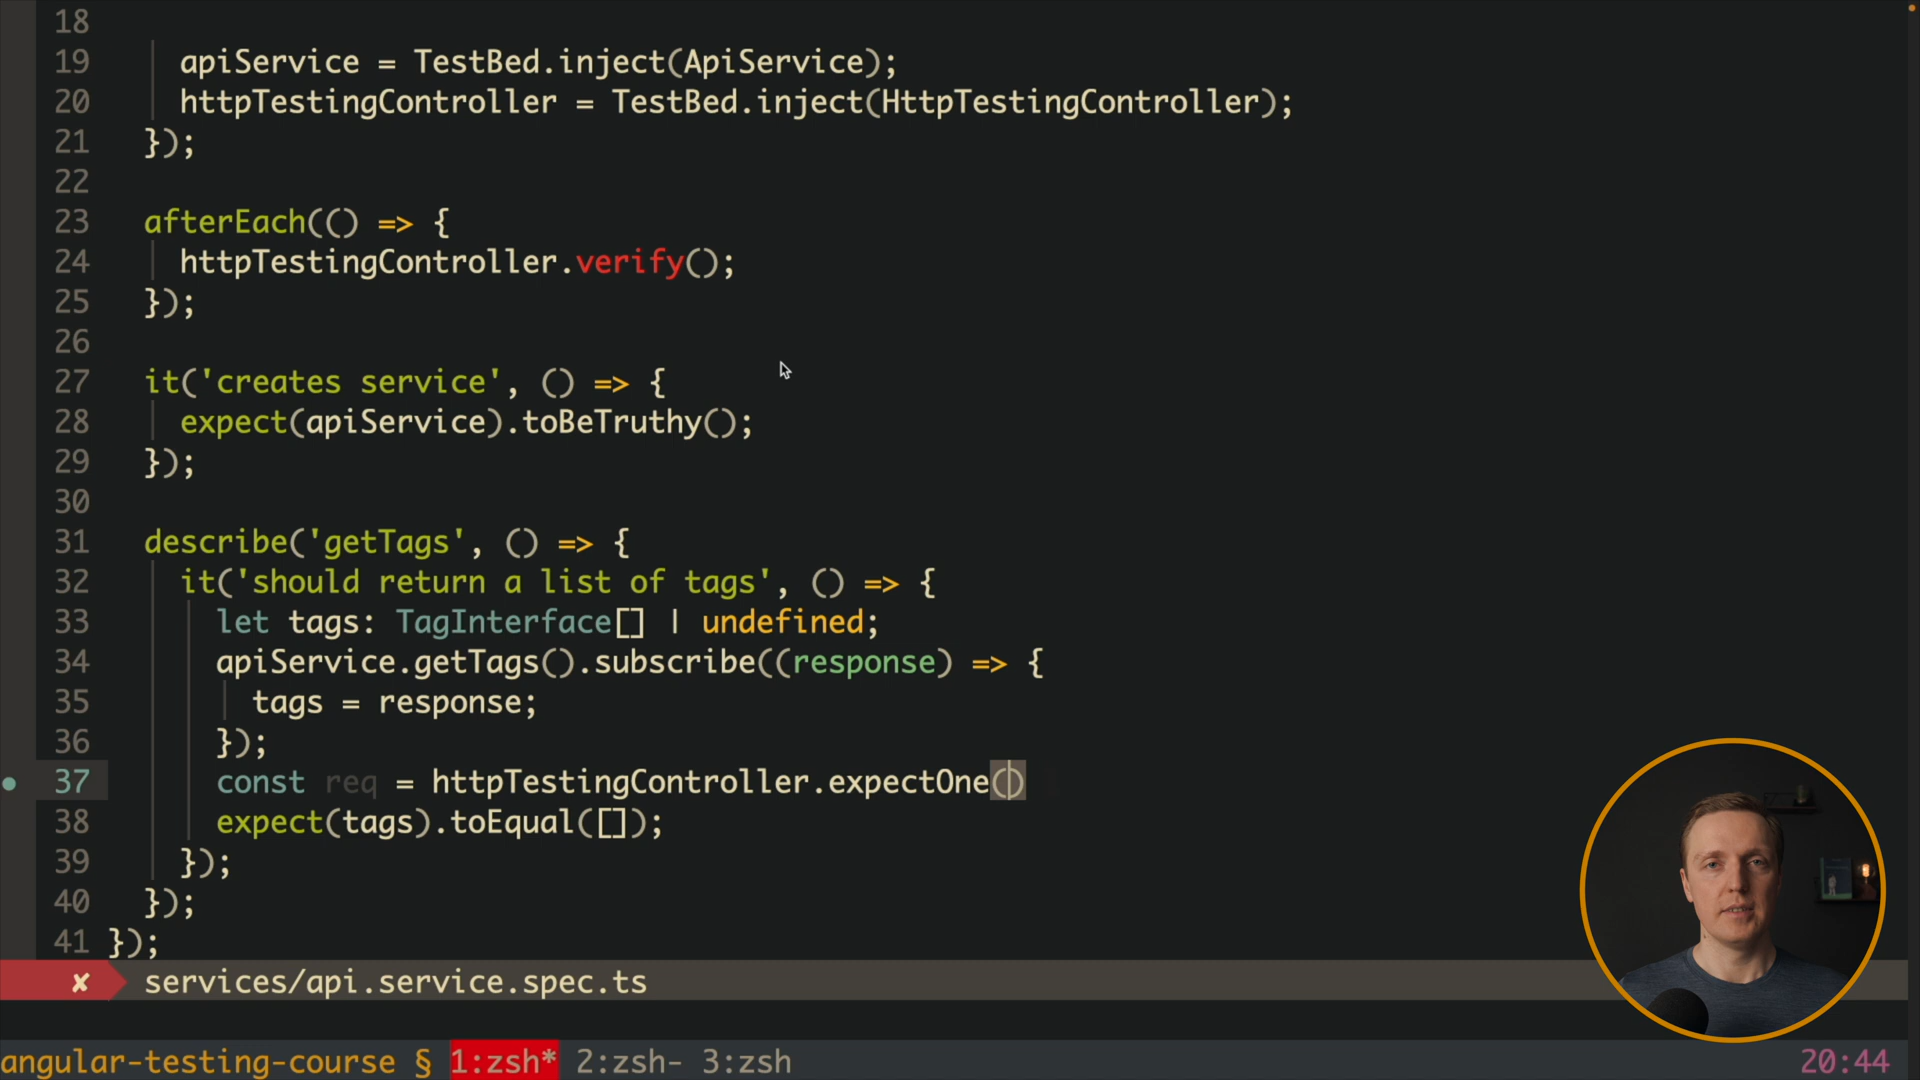 18
19 apiService = TestBed.inject(ApiService);
20 httpTestingController = TestBed.inject(HttpTestingController);
21 });
22
23 afterEach(() => {
24 httpTestingController.verify();
25 });
26
27 it('creates service', () => {
28 expect(apiService).toBeTruthy();
29 });
30
31 describe('getTags', () => {
32 it('should return a list of tags', () => {
33 let tags: TagInterface[] | undefined;
34 apiService.getTags().subscribe((response) => {
35 tags = response;
36 });
37 const req = httpTestingController.expectOne()
38 expect(tags).toEqual([]);
39 });
40 });
41 });
✘ services/api.service.spec.ts
angular-testing-course § 1:zsh* 2:zsh- 3:zsh 20:44